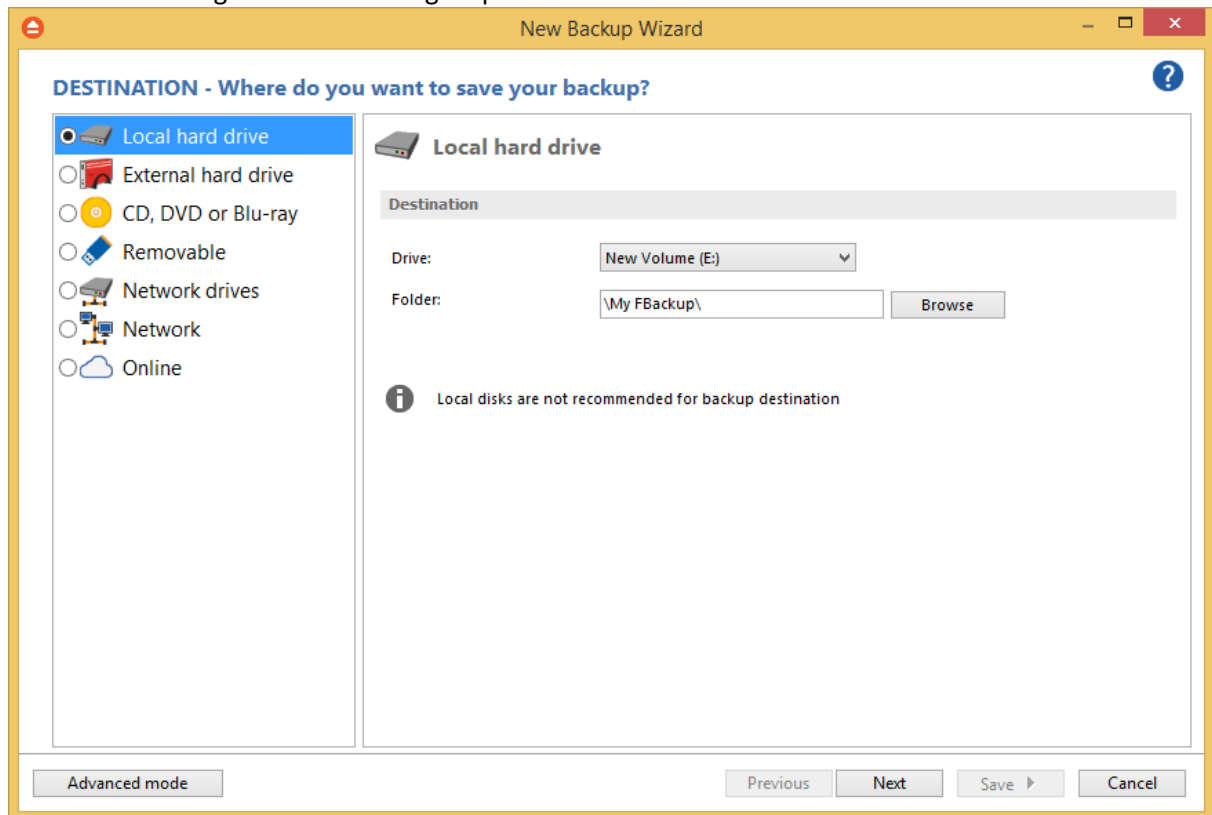 New Backup Wizard
DESTINATION - Where do you want to save your backup?
?
Local hard drive
External hard drive
CD, DVD or Blu-ray
Removable
Network drives
Network
Online
Local hard drive
Destination
Drive: New Volume (E:)
Folder: \My FBackup\ Browse
Local disks are not recommended for backup destination
Advanced mode Previous Next Save Cancel